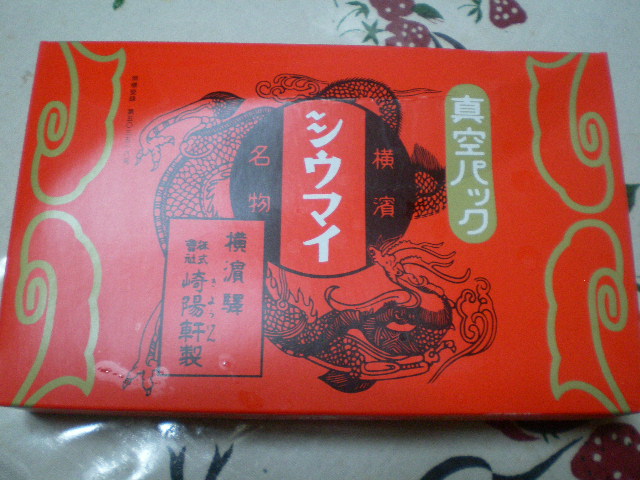 真空パック
横濱
シウマイ
名物
横濱驛
きようけん
株式會社
崎陽軒製